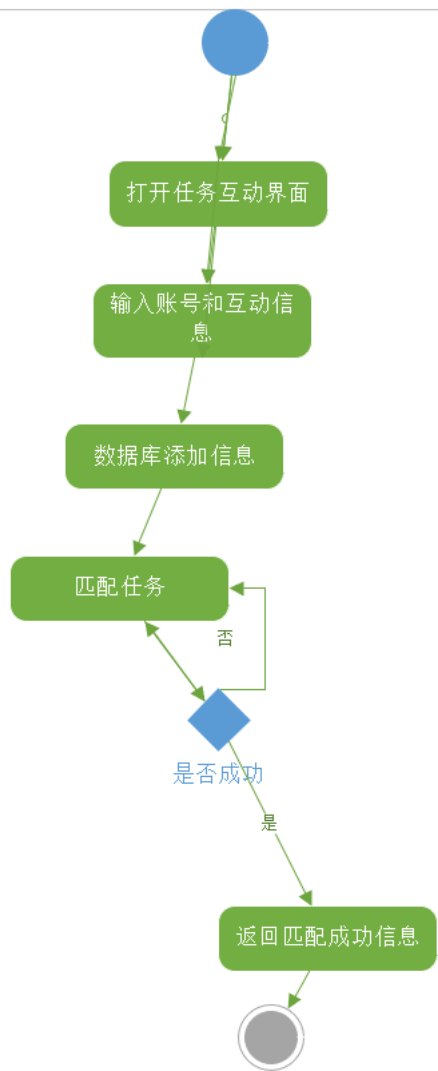 打开任务互动界面
输入账号和互动信
息
数据库添加信息
匹配任务
否
是否成功
是
返回匹配成功信息